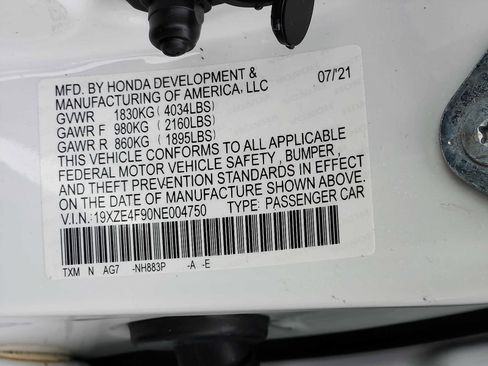 MFD. BY HONDA DEVELOPMENT & 07/'21
MANUFACTURING OF AMERICA, LLC
GVWR 1830KG (4034LBS)
GAWR F 980KG (2160LBS)
GAWR R 860KG (1895LBS)
THIS VEHICLE CONFORMS TO ALL APPLICABLE
FEDERAL MOTOR VEHICLE SAFETY , BUMPER ,
AND THEFT PREVENTION STANDARDS IN EFFECT
ON THE DATE OF MANUFACTURE SHOWN ABOVE.
V.I.N.: 19XZE4F90NE004750 TYPE: PASSENGER CAR
TXM N AG7 -NH883P -A -E